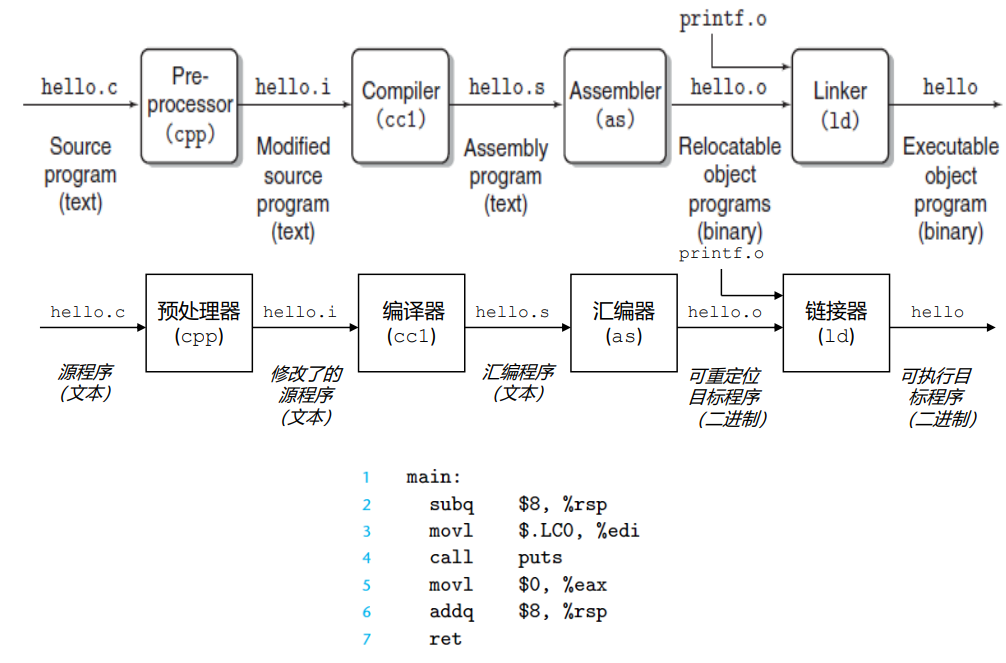 printf.o
hello.c
Pre-
processor
(cpp)
hello.i
Compiler
(cc1)
hello.s
Assembler
(as)
hello.o
Linker
(ld)
hello
Source
program
(text)
Modified
source
program
(text)
Assembly
program
(text)
Relocatable
object
programs
(binary)
Executable
object
program
(binary)
printf.o
hello.c
预处理器
(cpp)
hello.i
编译器
(cc1)
hello.s
汇编器
(as)
hello.o
链接器
(ld)
hello
源程序
（文本）
修改了的
源程序
（文本）
汇编程序
（文本）
可重定位
目标程序
（二进制）
可执行目
标程序
（二进制）
1 main:
2 subq $8, %rsp
3 movl $.LC0, %edi
4 call puts
5 movl $0, %eax
6 addq $8, %rsp
7 ret